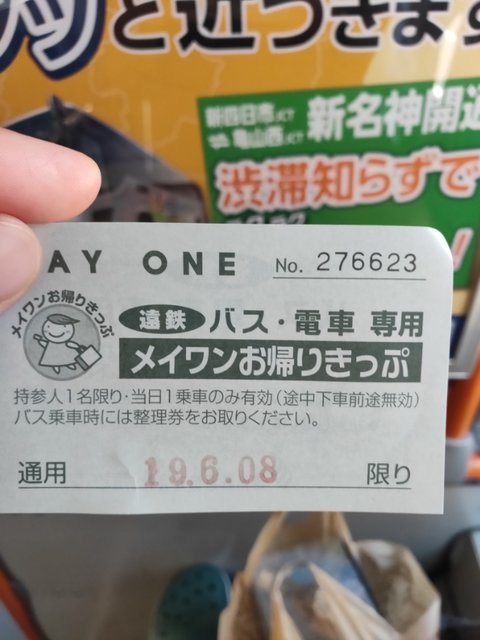 ッと近づきます
新四日市JCT
⇌亀山西JCT 新名神開通
渋滞知らずで
AY ONE No. 276623
メイワンお帰りきっぷ
遠鉄 バス・電車 専用
メイワンお帰りきっぷ
持参人1名限り・当日1乗車のみ有効(途中下車前途無効)
バス乗車時には整理券をお取りください。
通用 19.6.08 限り